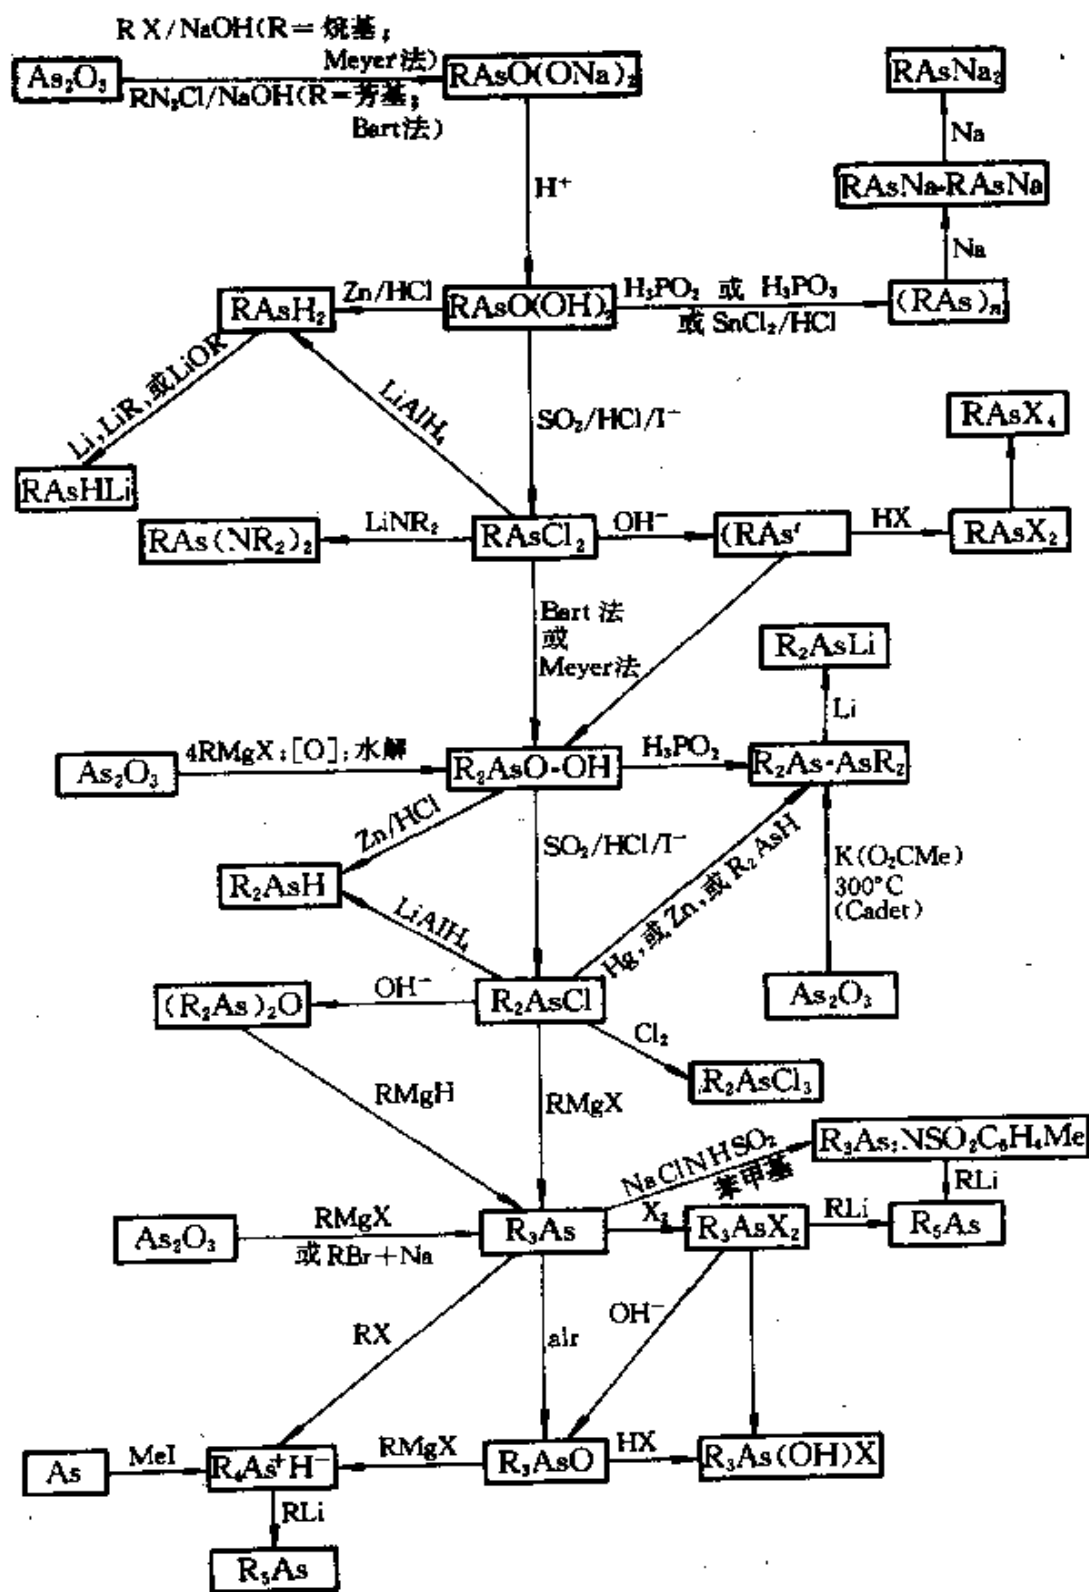 RX/NaOH(R=烷基；
Meyer法)
As₂O₃
RAsO(ONa)₂
RAsNa₂
RN₂Cl/NaOH(R=芳基；
Bart法)
Na
RAsNa-RAsNa
H⁺
Na
Zn/HCl
H₃PO₂ 或 H₃PO₃
RAsH₂
RAsO(OH)₂
(RAs)ₙ
或 SnCl₂/HCl
Li, LiR, 或LiOR
LiAlH₄
SO₂/HCl/I⁻
RAsX₄
RAsHLi
LiNR₂
OH⁻
HX
RAs(NR₂)₂
RAsCl₂
(RAs′
RAsX₂
Bart 法
或
Meyer法
R₂AsLi
Li
4RMgX；[O]；水解
H₃PO₂
As₂O₃
R₂AsO-OH
R₂As·AsR₂
Zn/HCl
SO₂/HCl/I⁻
Hg, 或Zn, 或R₂AsH
K(O₂CMe)
300°C
(Cadet)
R₂AsH
LiAlH₄
OH⁻
(R₂As)₂O
R₂AsCl
As₂O₃
Cl₂
R₂AsCl₃
RMgH
RMgX
NaClNHSO₂
苯甲基
R₃As:NSO₂C₆H₄Me
RLi
RMgX
X₂
RLi
As₂O₃
R₃As
R₃AsX₂
R₅As
或 RBr+Na
RX
air
OH⁻
MeI
RMgX
HX
As
R₄As⁺H⁻
R₃AsO
R₃As(OH)X
RLi
R₅As